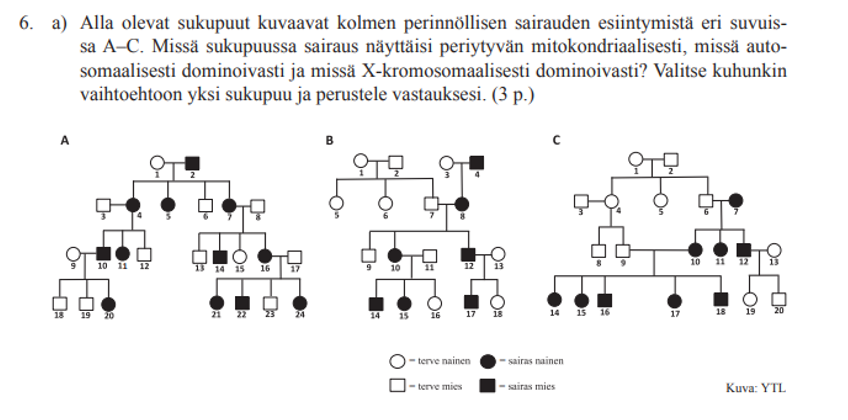 6. a) Alla olevat sukupuut kuvaavat kolmen perinnöllisen sairauden esiintymistä eri suvuis-
sa A–C. Missä sukupuussa sairaus näyttäisi periytyvän mitokondriaalisesti, missä auto-
somaalisesti dominoivasti ja missä X-kromosomaalisesti dominoivasti? Valitse kuhunkin
vaihtoehtoon yksi sukupuu ja perustele vastauksesi. (3 p.)
A B C
1 2 1 2 3 4 1 2
3 4 5 6 7 8 5 6 7 8 3 4 5 6 7
9 10 11 12 13 14 15 16 17 9 10 11 12 13 8 9 10 11 12 13
18 19 20 21 22 23 24 14 15 16 17 18 14 15 16 17 18 19 20
= terve nainen = sairas nainen
= terve mies = sairas mies
Kuva: YTL